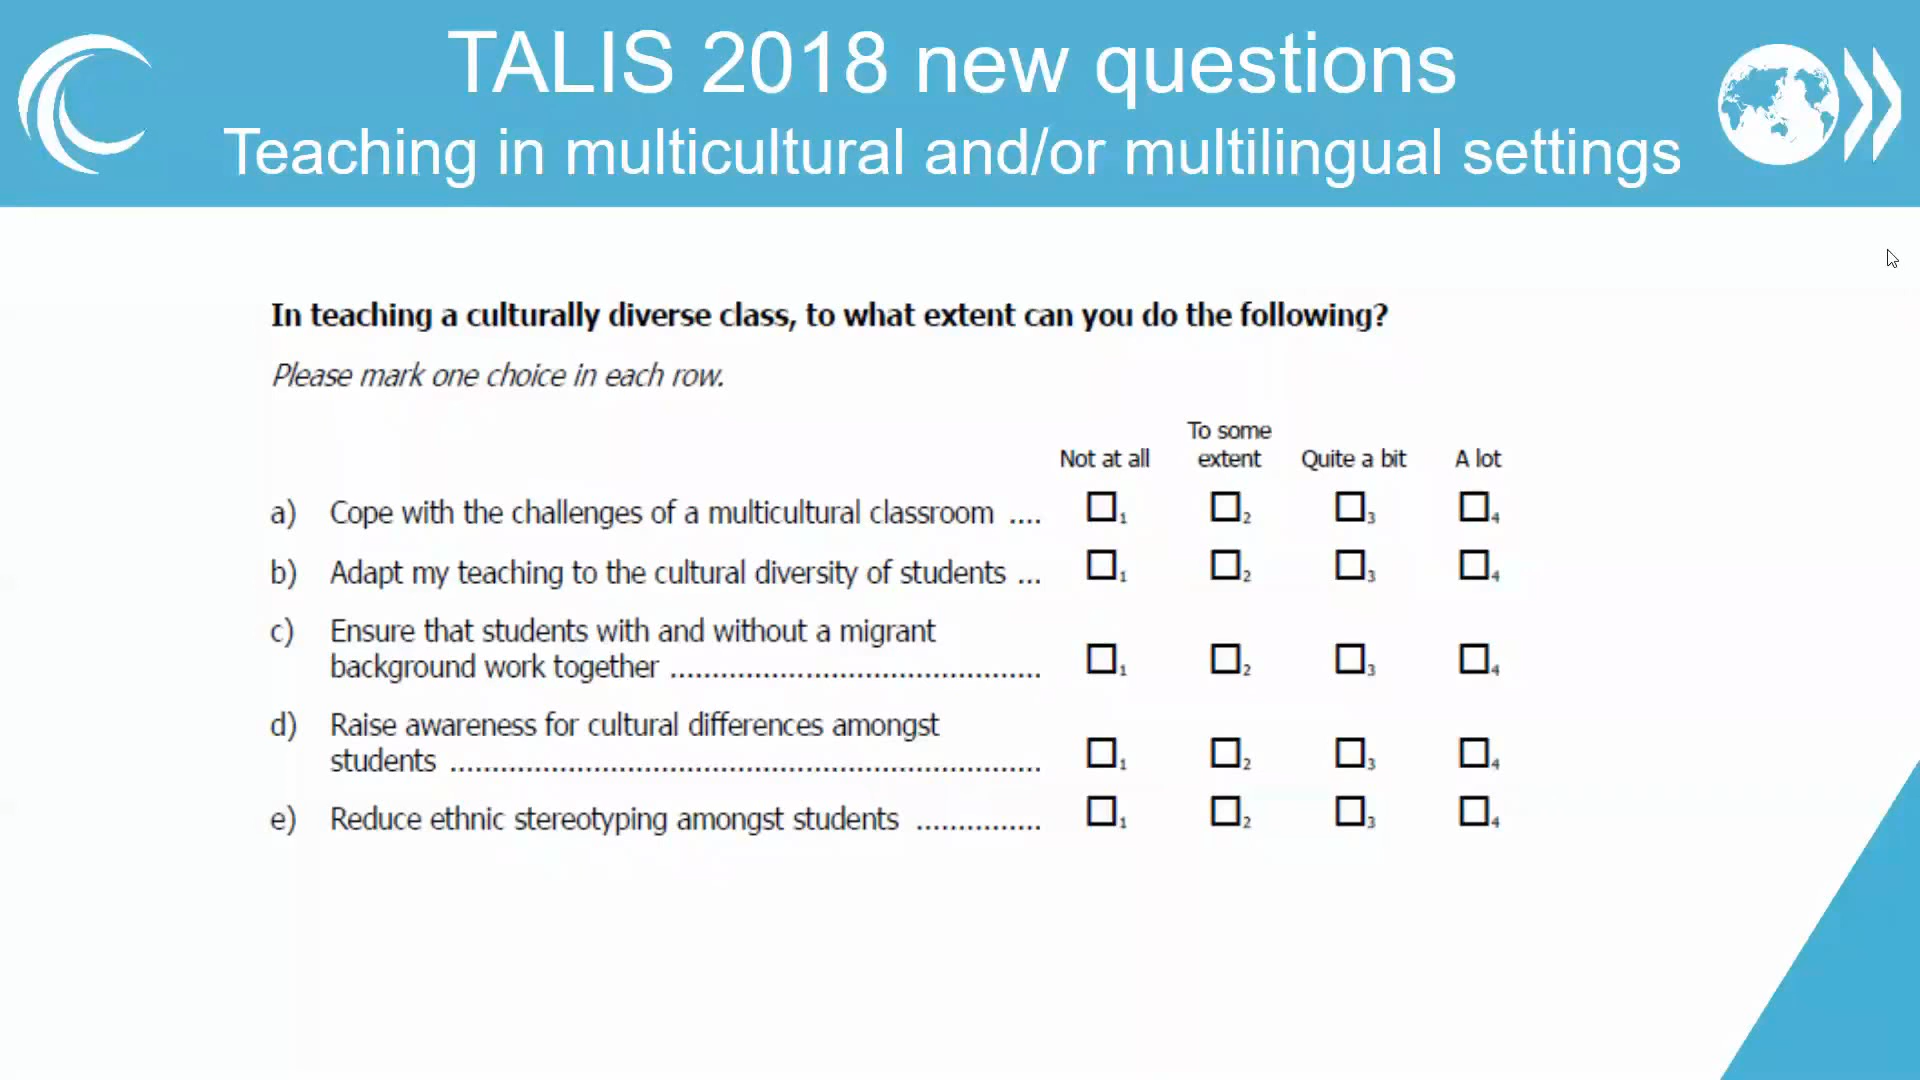 TALIS 2018 new questions
Teaching in multicultural and/or multilingual settings
In teaching a culturally diverse class, to what extent can you do the following?
Please mark one choice in each row.
Not at all To some extent Quite a bit A lot
a) Cope with the challenges of a multicultural classroom .... □1 □2 □3 □4
b) Adapt my teaching to the cultural diversity of students ... □1 □2 □3 □4
c) Ensure that students with and without a migrant
background work together ............................................ □1 □2 □3 □4
d) Raise awareness for cultural differences amongst
students ...................................................................... □1 □2 □3 □4
e) Reduce ethnic stereotyping amongst students ............... □1 □2 □3 □4